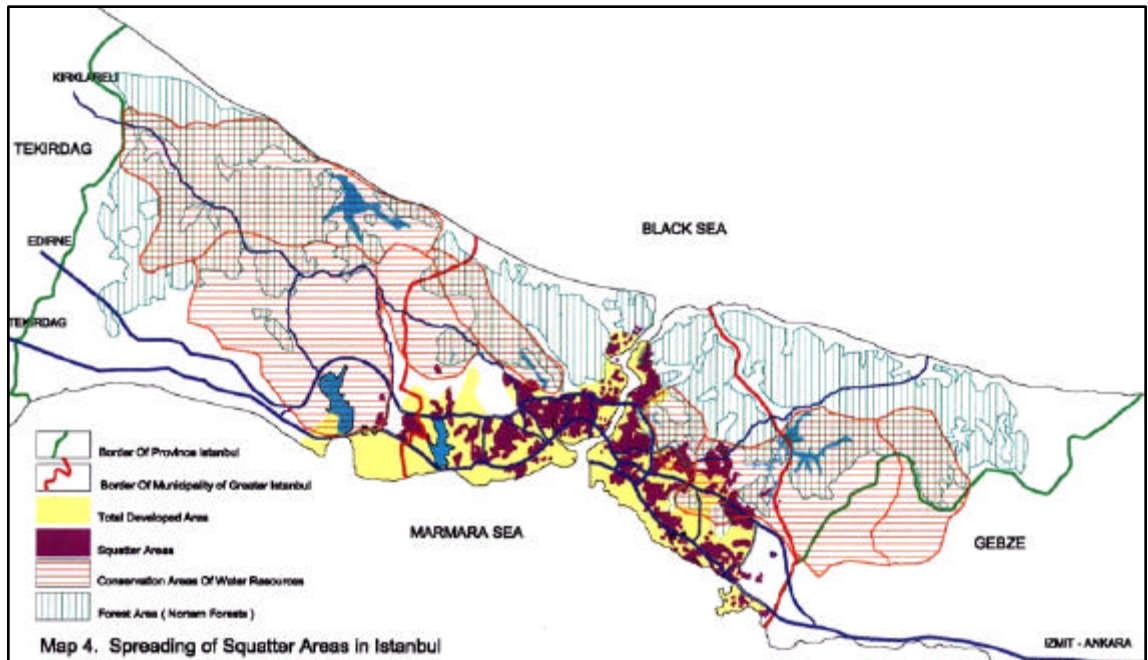 KIRKLARELI
TEKIRDAG
EDIRNE
TEKIRDAG
BLACK SEA
MARMARA SEA
GEBZE
IZMIT - ANKARA
Border Of Province Istanbul
Border Of Municipality of Greater Istanbul
Total Developed Area
Squatter Areas
Conservation Areas Of Water Resources
Forest Area ( Nortern Forests )
Map 4. Spreading of Squatter Areas in Istanbul